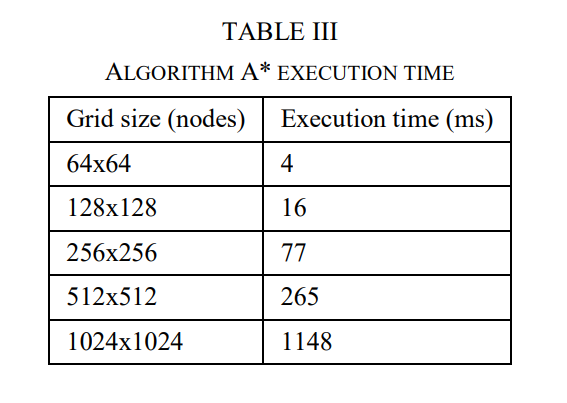 TABLE III
ALGORITHM A* EXECUTION TIME
Grid size (nodes) Execution time (ms)
64x64 4
128x128 16
256x256 77
512x512 265
1024x1024 1148